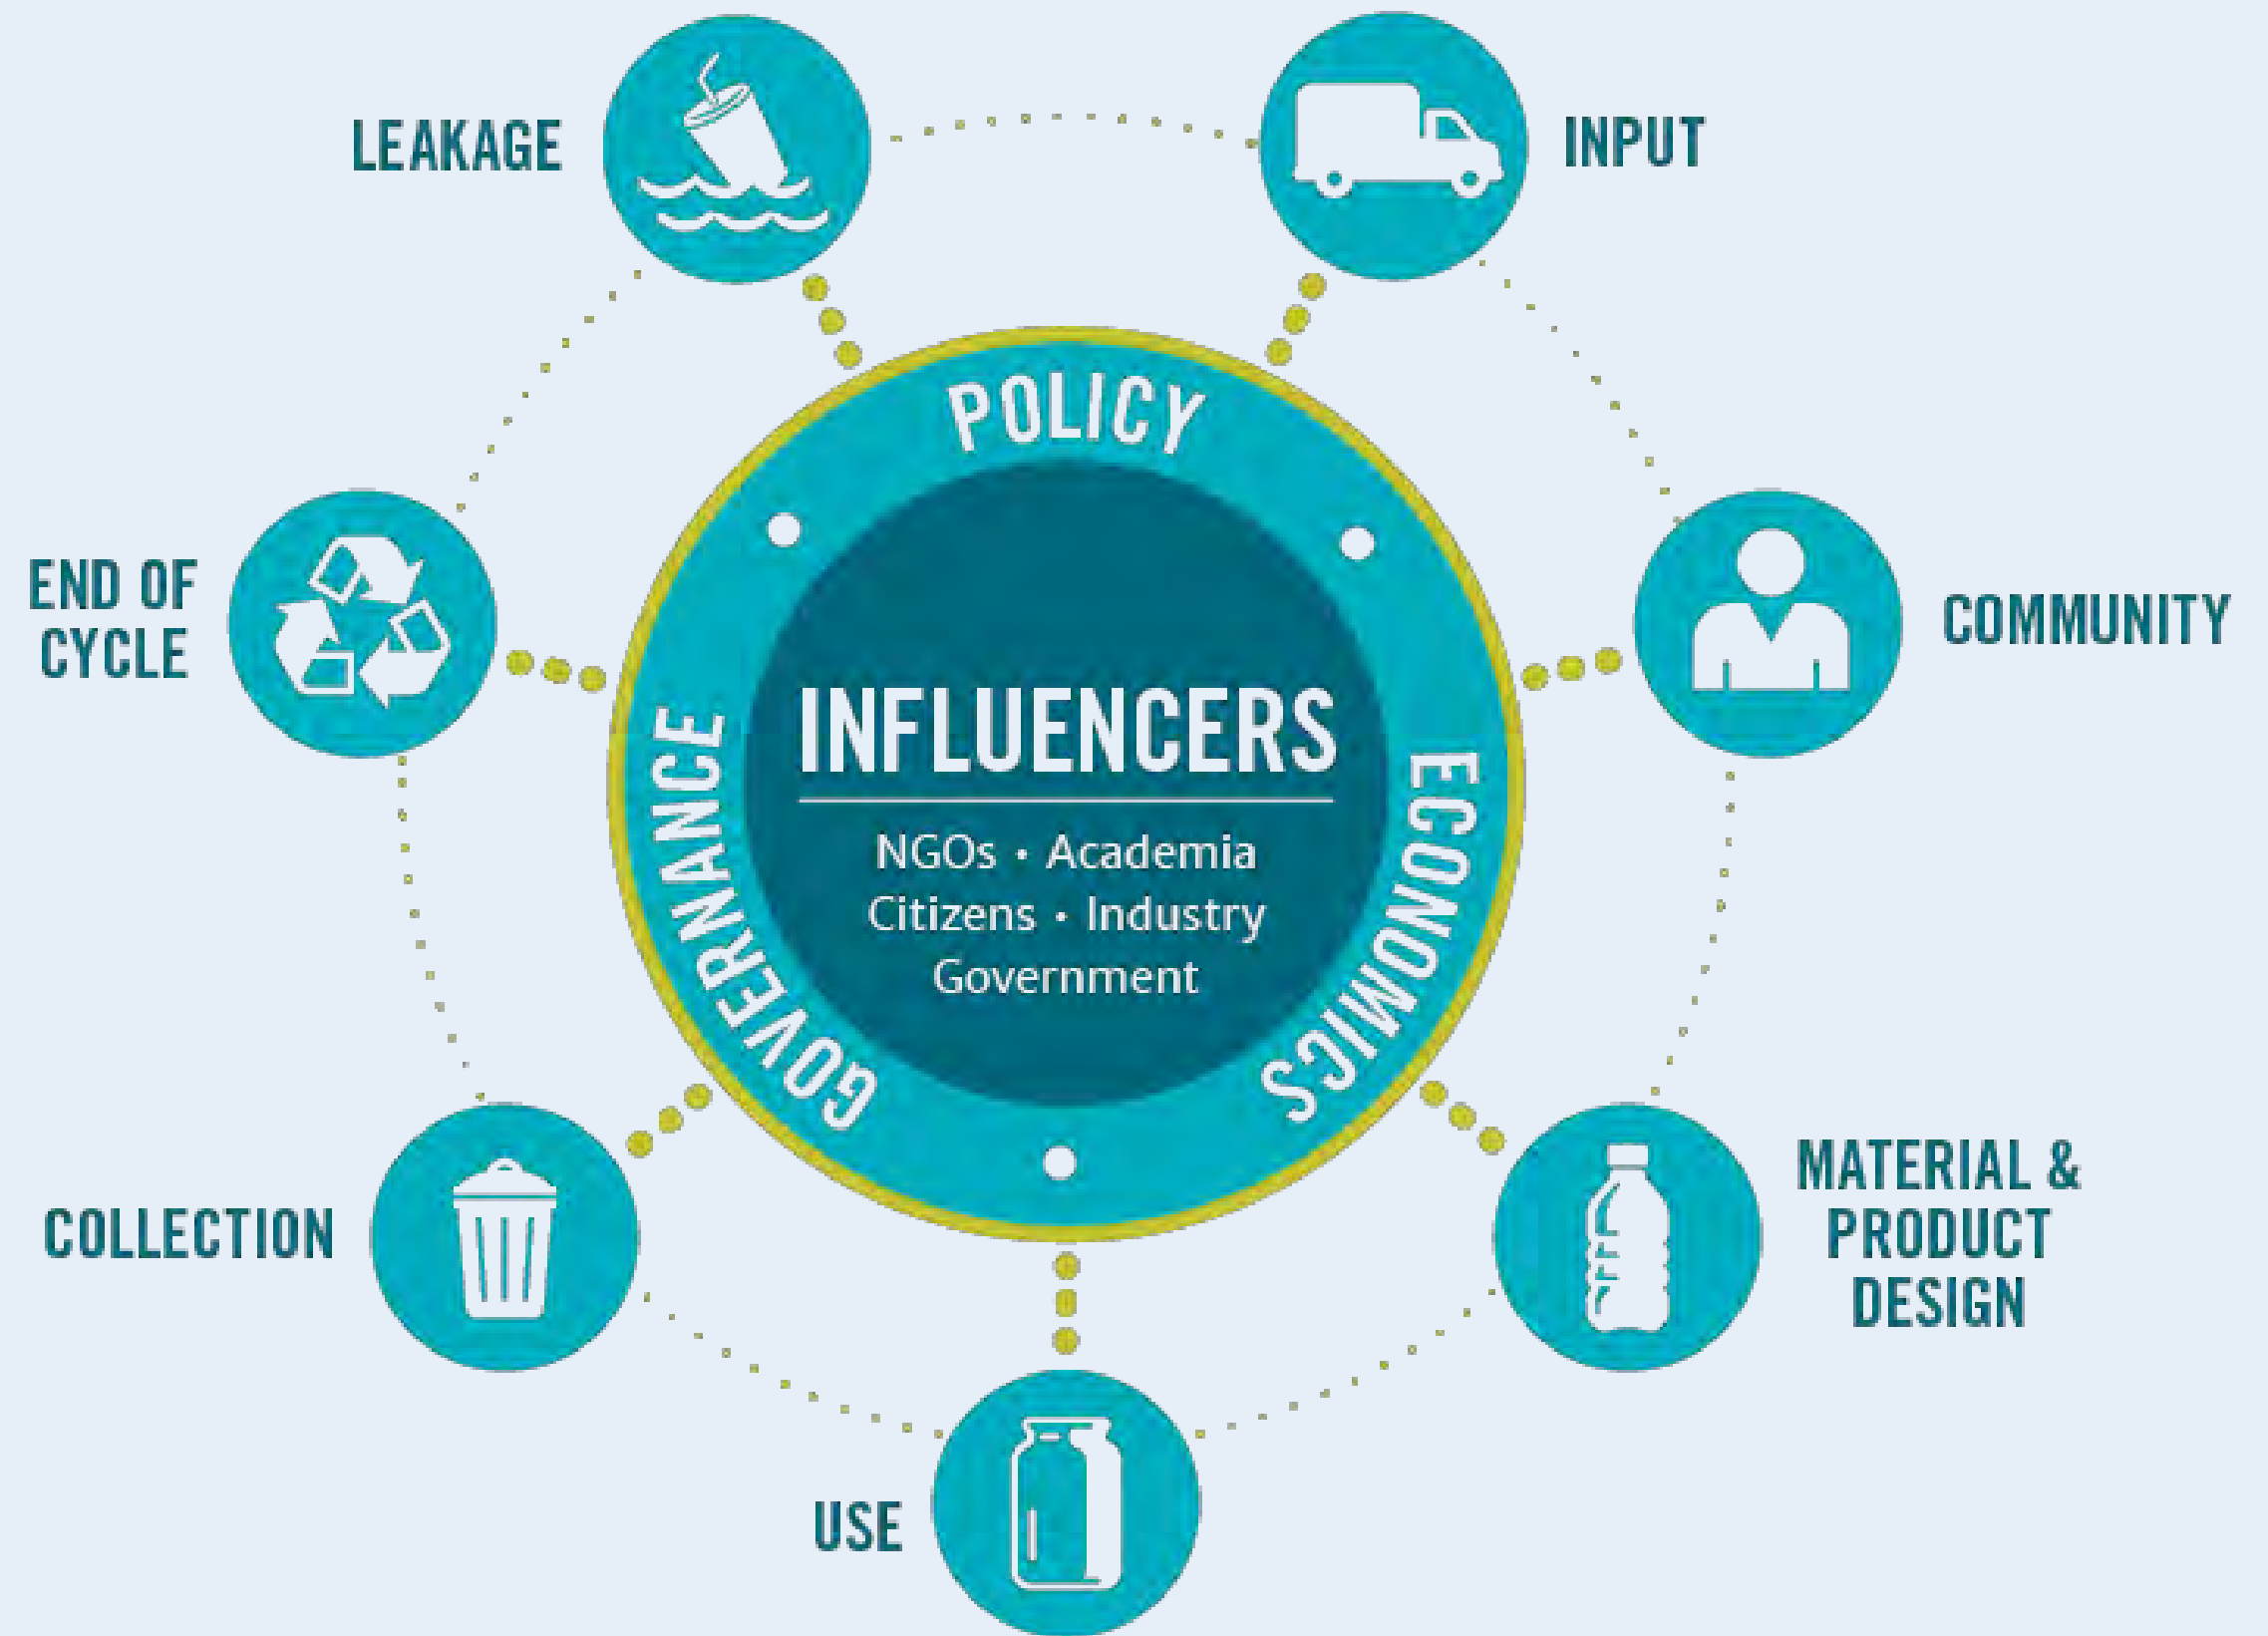 LEAKAGE
INPUT
POLICY
END OF
CYCLE
COMMUNITY
GOVERNANCE
INFLUENCERS
NGOs • Academia
Citizens • Industry
Government
ECONOMICS
COLLECTION
MATERIAL &
PRODUCT
DESIGN
USE